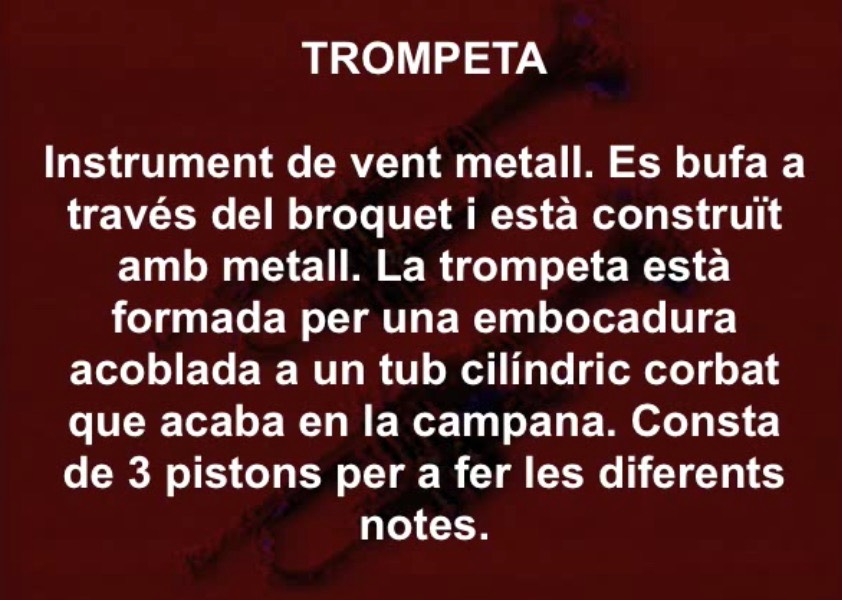 TROMPETA
Instrument de vent metall. Es bufa a
través del broquet i està construït
amb metall. La trompeta està
formada per una embocadura
acoblada a un tub cilíndric corbat
que acaba en la campana. Consta
de 3 pistons per a fer les diferents
notes.